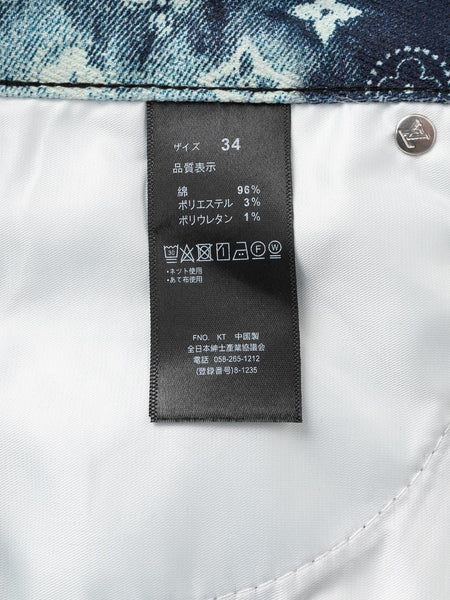 サイズ 34
品質表示
綿 96%
ポリエステル 3%
ポリウレタン 1%
30 F W
・ネット使用
・あて布使用
FNO. KT 中国製
全日本紳士產業協議会
電話 058-265-1212
(登録番号)8-1235
LV